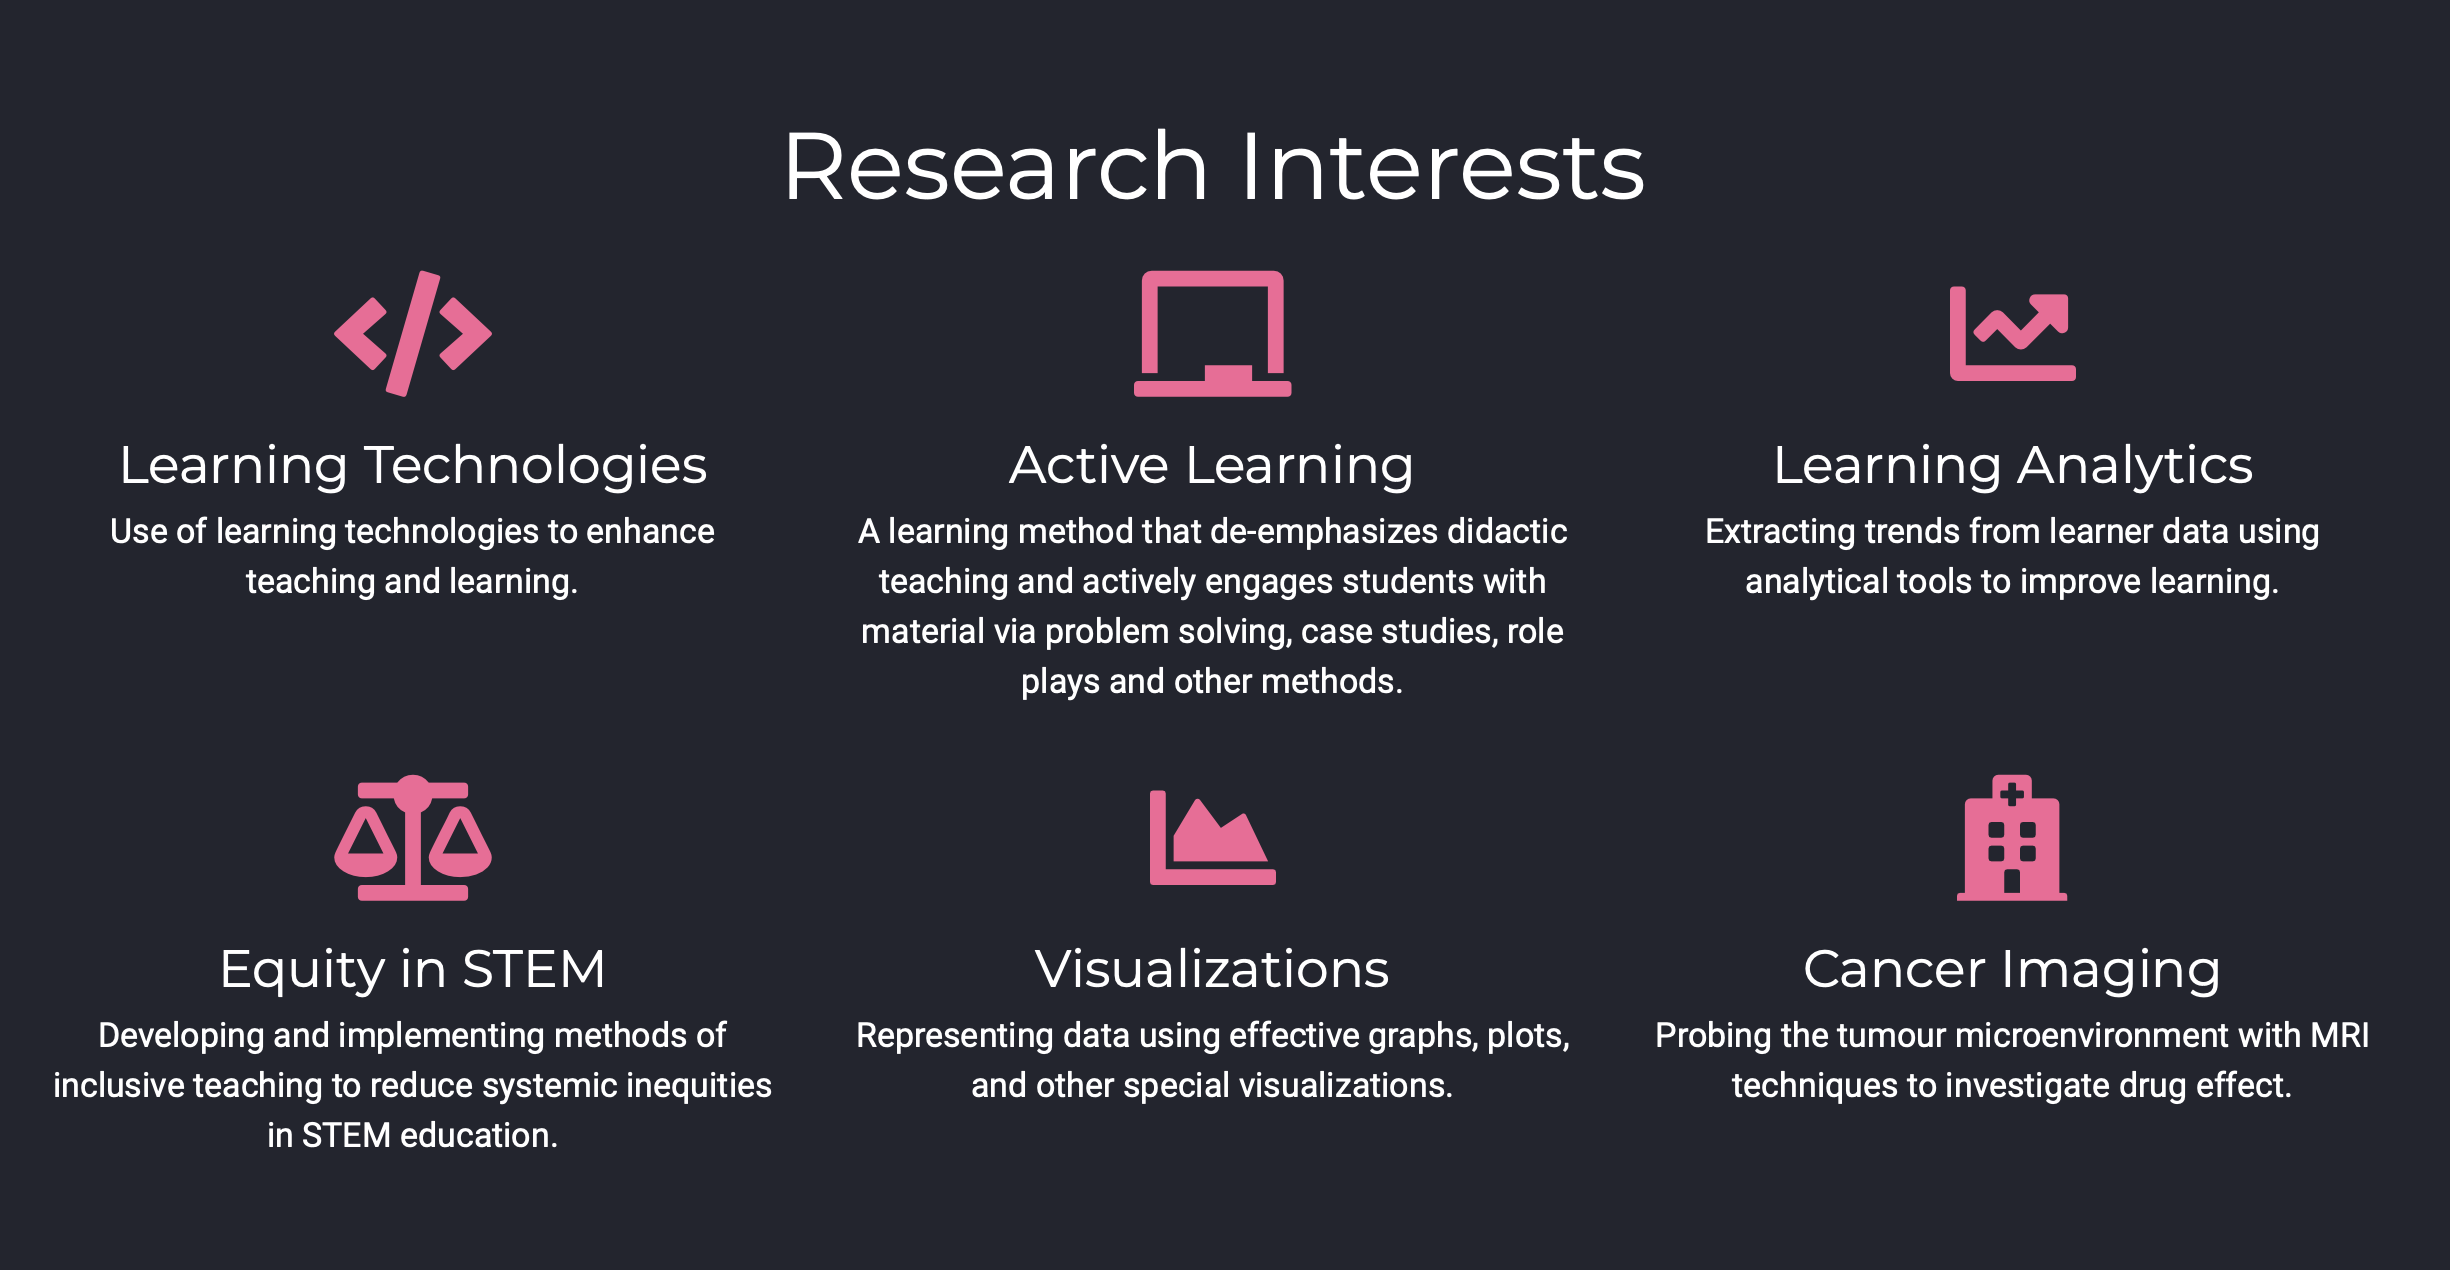 Research Interests
Learning Technologies
Use of learning technologies to enhance
teaching and learning.
Active Learning
A learning method that de-emphasizes didactic
teaching and actively engages students with
material via problem solving, case studies, role
plays and other methods.
Learning Analytics
Extracting trends from learner data using
analytical tools to improve learning.
Equity in STEM
Developing and implementing methods of
inclusive teaching to reduce systemic inequities
in STEM education.
Visualizations
Representing data using effective graphs, plots,
and other special visualizations.
Cancer Imaging
Probing the tumour microenvironment with MRI
techniques to investigate drug effect.